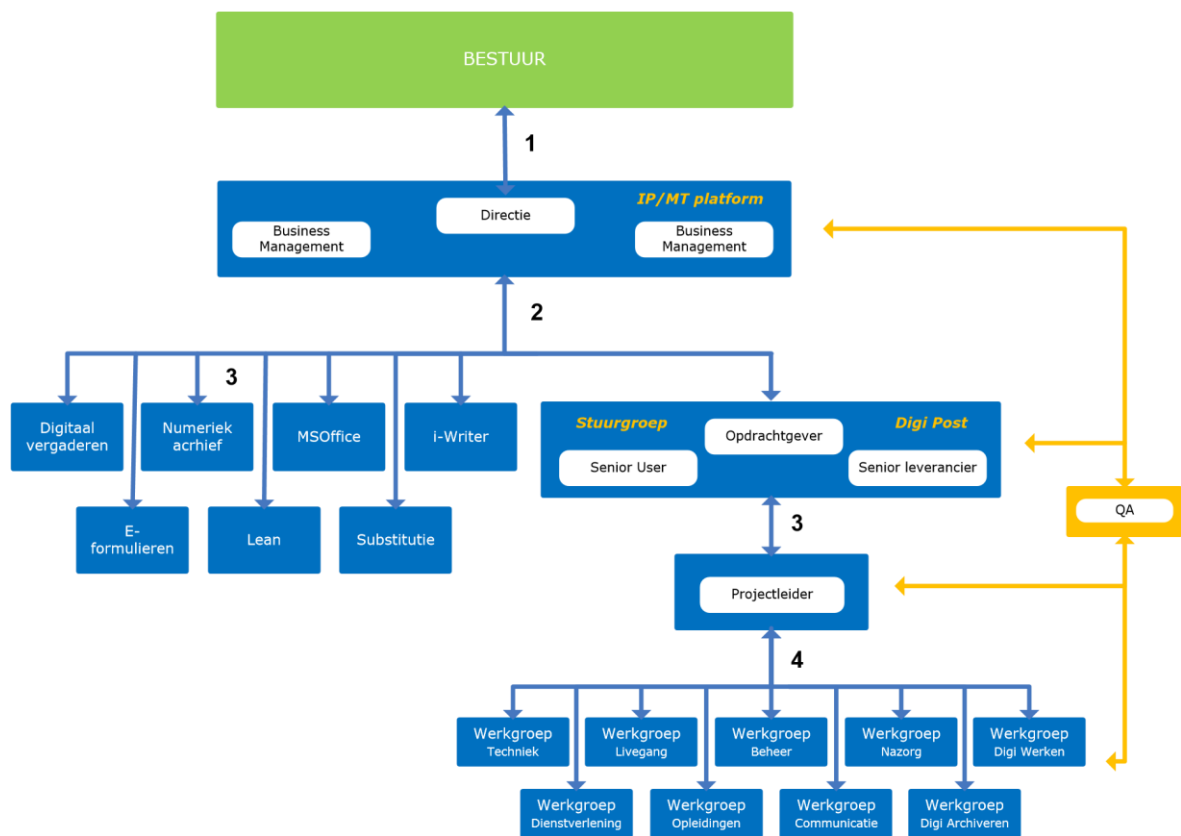 BESTUUR
1
IP/MT platform
Directie
Business
Management
Business
Management
2
3
Digitaal
vergaderen
Numeriek
acrhief
MSOffice
i-Writer
E-
formulieren
Lean
Substitutie
Stuurgroep
Digi Post
Opdrachtgever
Senior User
Senior leverancier
QA
3
Projectleider
4
Werkgroep
Techniek
Werkgroep
Livegang
Werkgroep
Beheer
Werkgroep
Nazorg
Werkgroep
Digi Werken
Werkgroep
Dienstverlening
Werkgroep
Opleidingen
Werkgroep
Communicatie
Werkgroep
Digi Archiveren